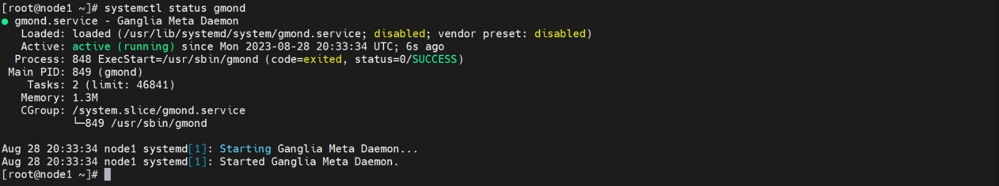 [root@node1 ~]# systemctl status gmond
● gmond.service - Ganglia Meta Daemon
   Loaded: loaded (/usr/lib/systemd/system/gmond.service; disabled; vendor preset: disabled)
   Active: active (running) since Mon 2023-08-28 20:33:34 UTC; 6s ago
  Process: 848 ExecStart=/usr/sbin/gmond (code=exited, status=0/SUCCESS)
 Main PID: 849 (gmond)
    Tasks: 2 (limit: 46841)
   Memory: 1.3M
   CGroup: /system.slice/gmond.service
           └─849 /usr/sbin/gmond

Aug 28 20:33:34 node1 systemd[1]: Starting Ganglia Meta Daemon...
Aug 28 20:33:34 node1 systemd[1]: Started Ganglia Meta Daemon.
[root@node1 ~]#